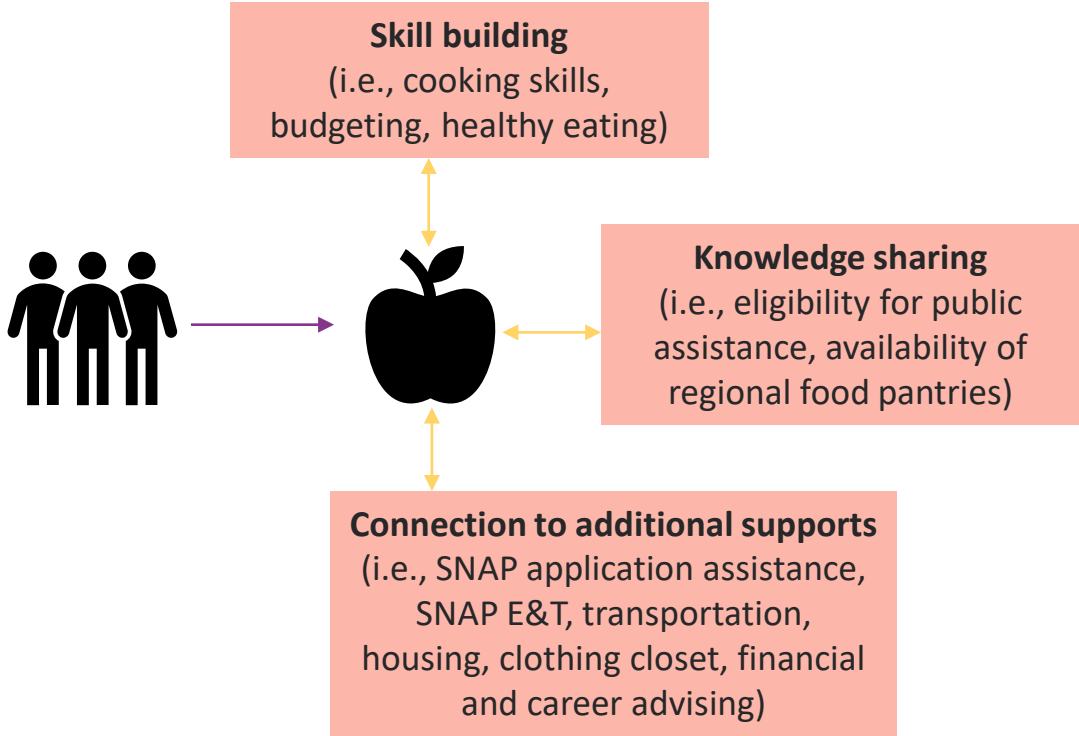 Skill building
(i.e., cooking skills,
budgeting, healthy eating)
Knowledge sharing
(i.e., eligibility for public
assistance, availability of
regional food pantries)
Connection to additional supports
(i.e., SNAP application assistance,
SNAP E&T, transportation,
housing, clothing closet, financial
and career advising)